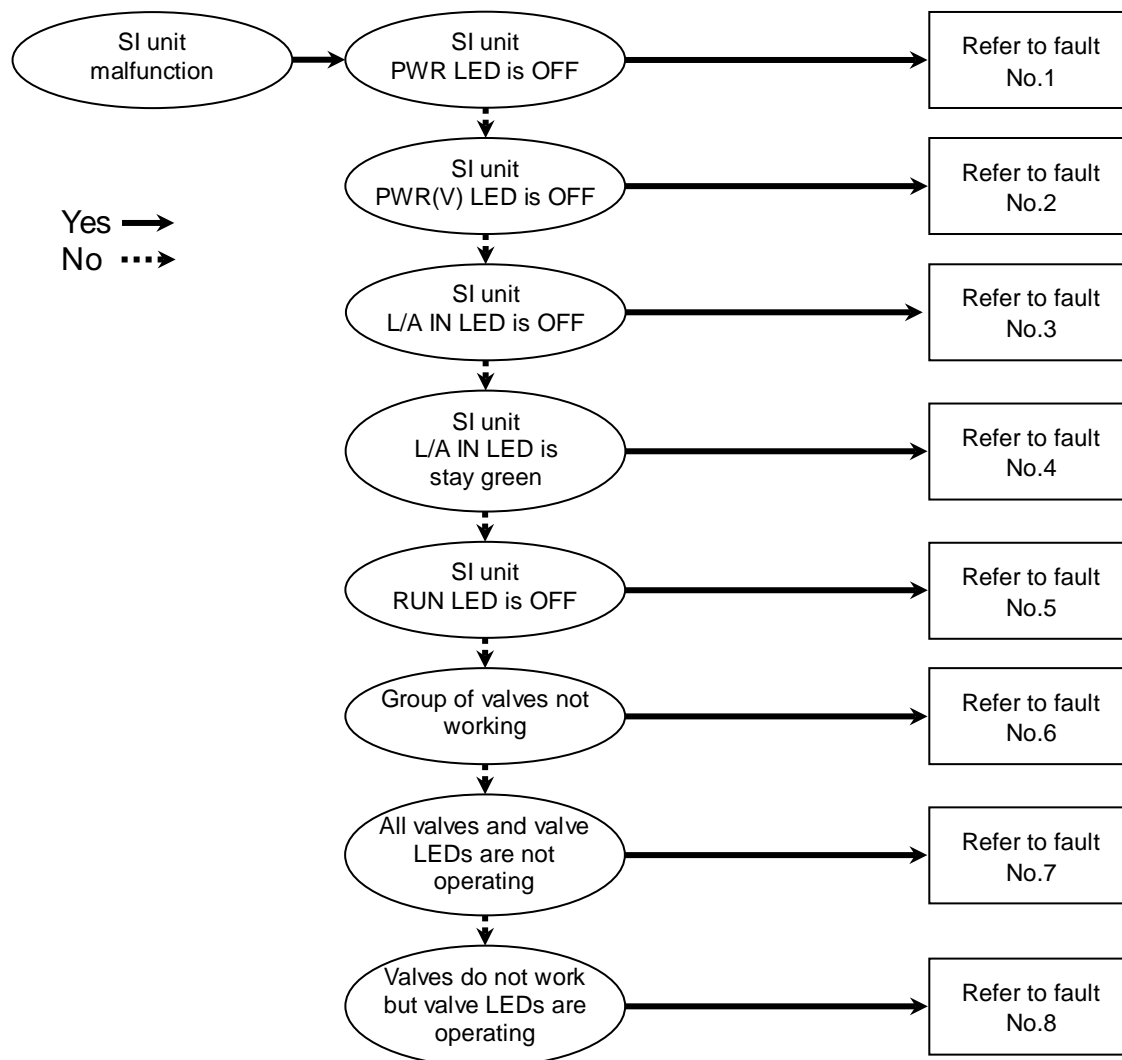 SI unit
malfunction
SI unit
PWR LED is OFF
Refer to fault
No.1
SI unit
PWR(V) LED is OFF
Refer to fault
No.2
Yes
No
SI unit
L/A IN LED is OFF
Refer to fault
No.3
SI unit
L/A IN LED is
stay green
Refer to fault
No.4
SI unit
RUN LED is OFF
Refer to fault
No.5
Group of valves not
working
Refer to fault
No.6
All valves and valve
LEDs are not
operating
Refer to fault
No.7
Valves do not work
but valve LEDs are
operating
Refer to fault
No.8